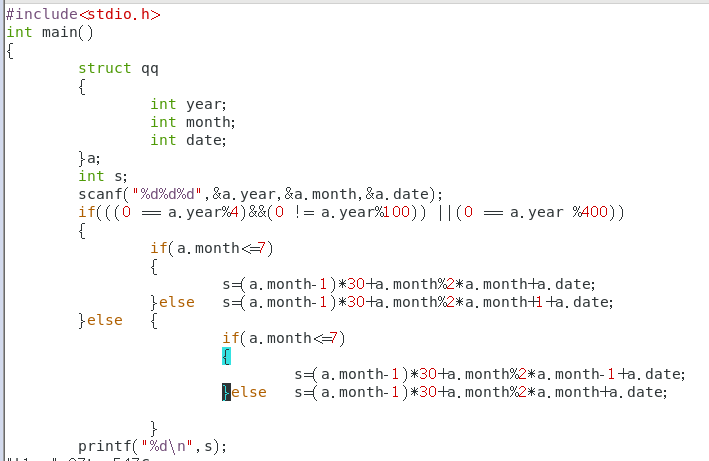 #include<stdio.h>
int main()
{
struct qq
{
int year;
int month;
int date;
}a;
int s;
scanf("%d%d%d",&a.year,&a.month,&a.date);
if(((0 == a.year%4)&&(0 != a.year%100)) ||(0 == a.year %400))
{
if(a.month<=7)
{
s=(a.month-1)*30+a.month%2*a.month+a.date;
}else s=(a.month-1)*30+a.month%2*a.month+1+a.date;
}else {
if(a.month<=7)
{
s=(a.month-1)*30+a.month%2*a.month-1+a.date;
}else s=(a.month-1)*30+a.month%2*a.month+a.date;
}
printf("%d\n",s);